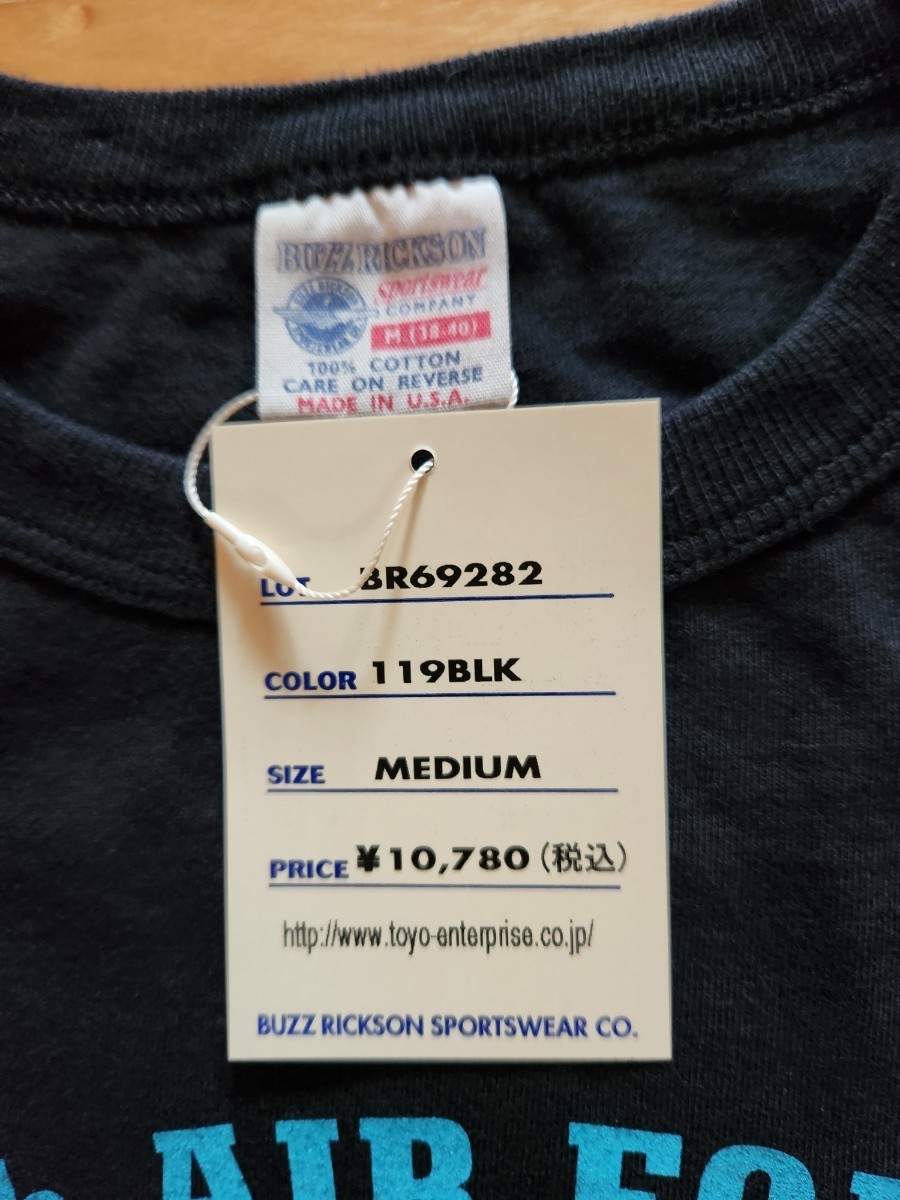 BUZZ RICKSON
Sportswear
COMPANY
M (38-40)
100% COTTON
CARE ON REVERSE
MADE IN U.S.A.
LOT BR69282
COLOR 119BLK
SIZE MEDIUM
PRICE ¥10,780(税込)
http://www.toyo-enterprise.co.jp/
BUZZ RICKSON SPORTSWEAR CO.
AIR FO